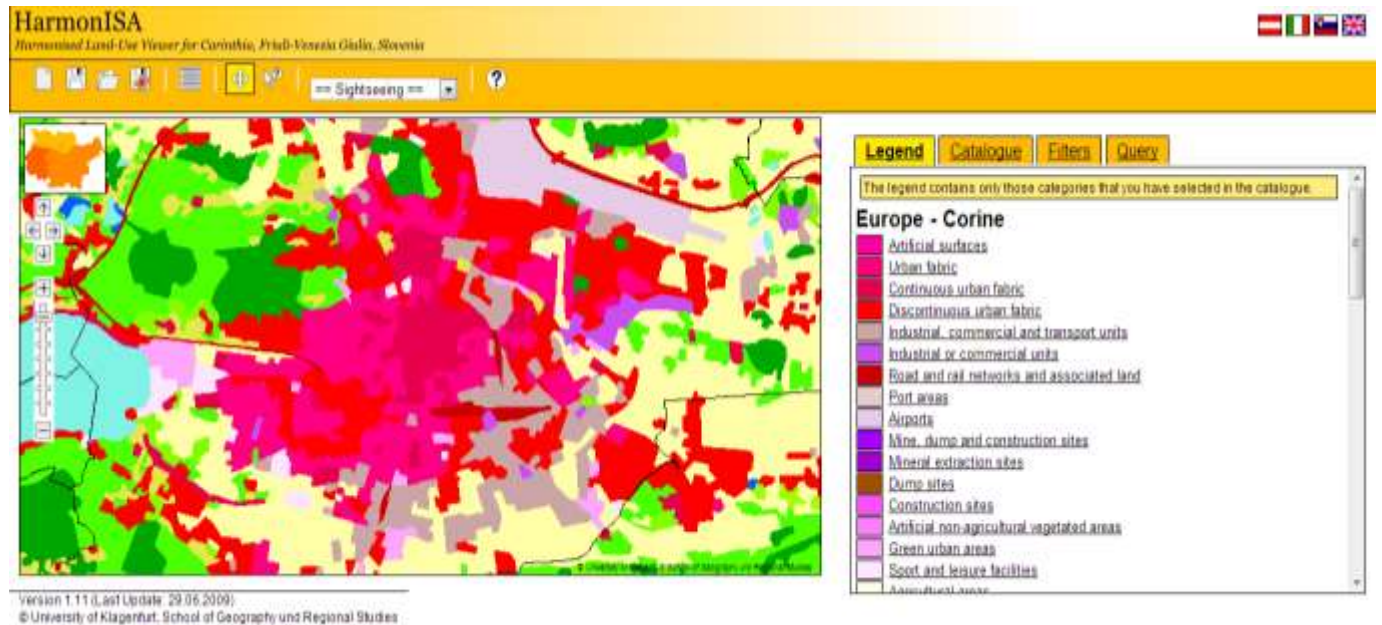 HarmonISA
Harmonised Land-Use Viewer for Carinthia, Friuli-Venezia Giulia, Slovenia
== Sightseeing ==
?
Legend Catalogue Filters Query
The legend contains only those categories that you have selected in the catalogue.
Europe - Corine
Artificial surfaces
Urban fabric
Continuous urban fabric
Discontinuous urban fabric
Industrial, commercial and transport units
Industrial or commercial units
Road and rail networks and associated land
Port areas
Airports
Mine, dump and construction sites
Mineral extraction sites
Dump sites
Construction sites
Artificial non-agricultural vegetated areas
Green urban areas
Sport and leisure facilities
Agricultural areas
Version 1.11 (Last Update: 29.06.2009)
© University of Klagenfurt, School of Geography und Regional Studies